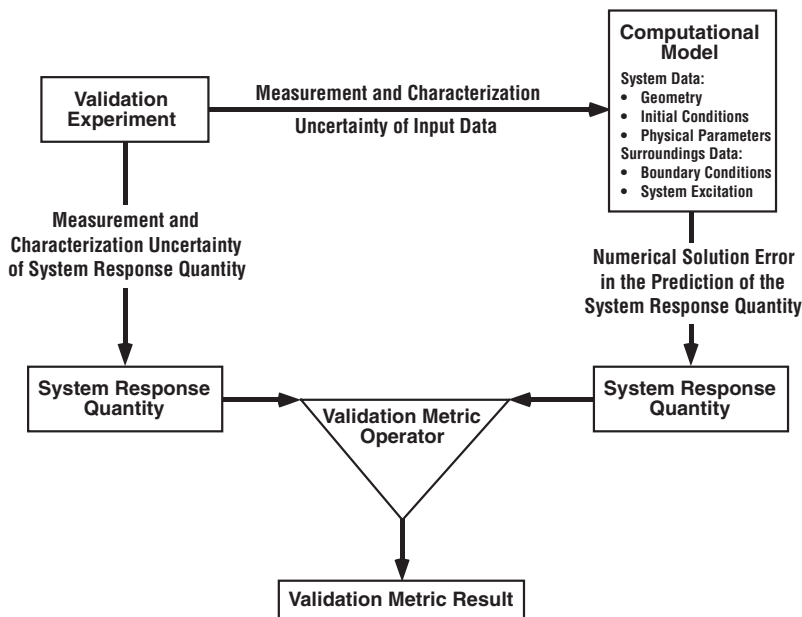 Computational
Model
System Data:
• Geometry
• Initial Conditions
• Physical Parameters
Surroundings Data:
• Boundary Conditions
• System Excitation
Validation
Experiment
Measurement and Characterization
Uncertainty of Input Data
Measurement and
Characterization Uncertainty
of System Response Quantity
Numerical Solution Error
in the Prediction of the
System Response Quantity
System Response
Quantity
Validation Metric
Operator
System Response
Quantity
Validation Metric Result